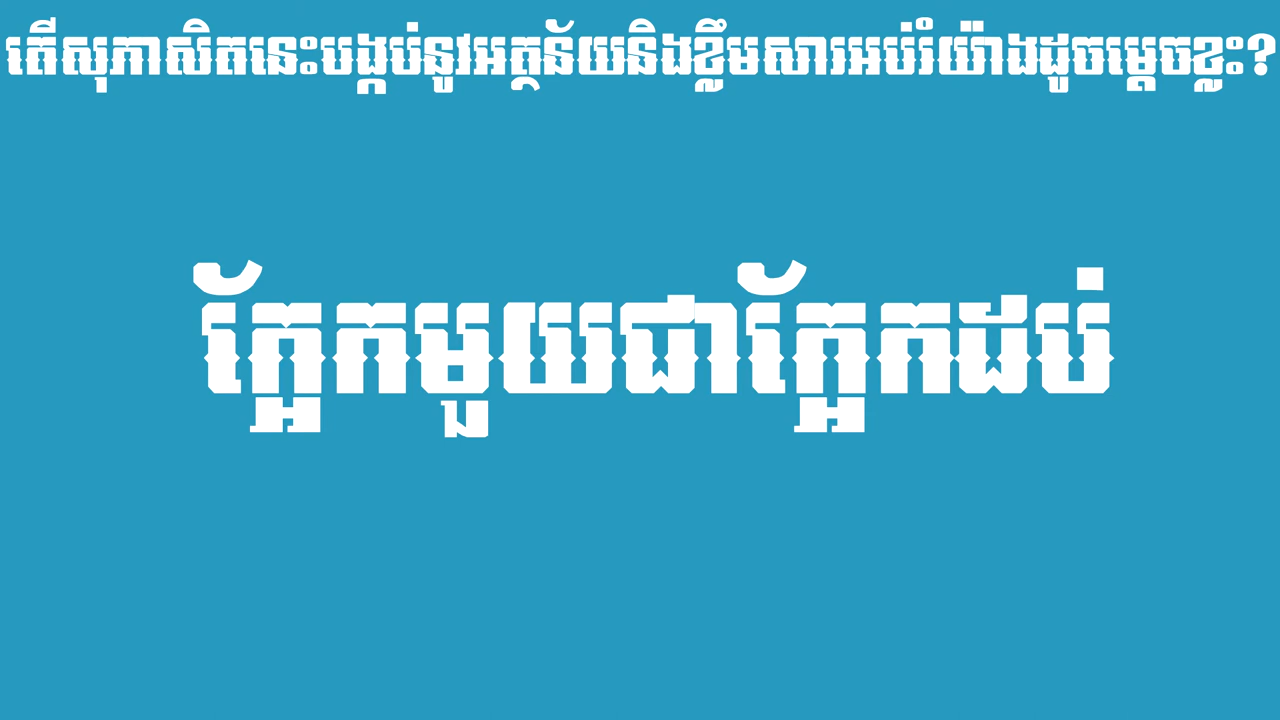 តើសុភាសិតនេះបង្កប់នូវអត្ថន័យនិងខ្លឹមសារអប់រំយ៉ាងដូចម្ដេចខ្លះ?
ក្អែកមួយជាក្អែកដប់